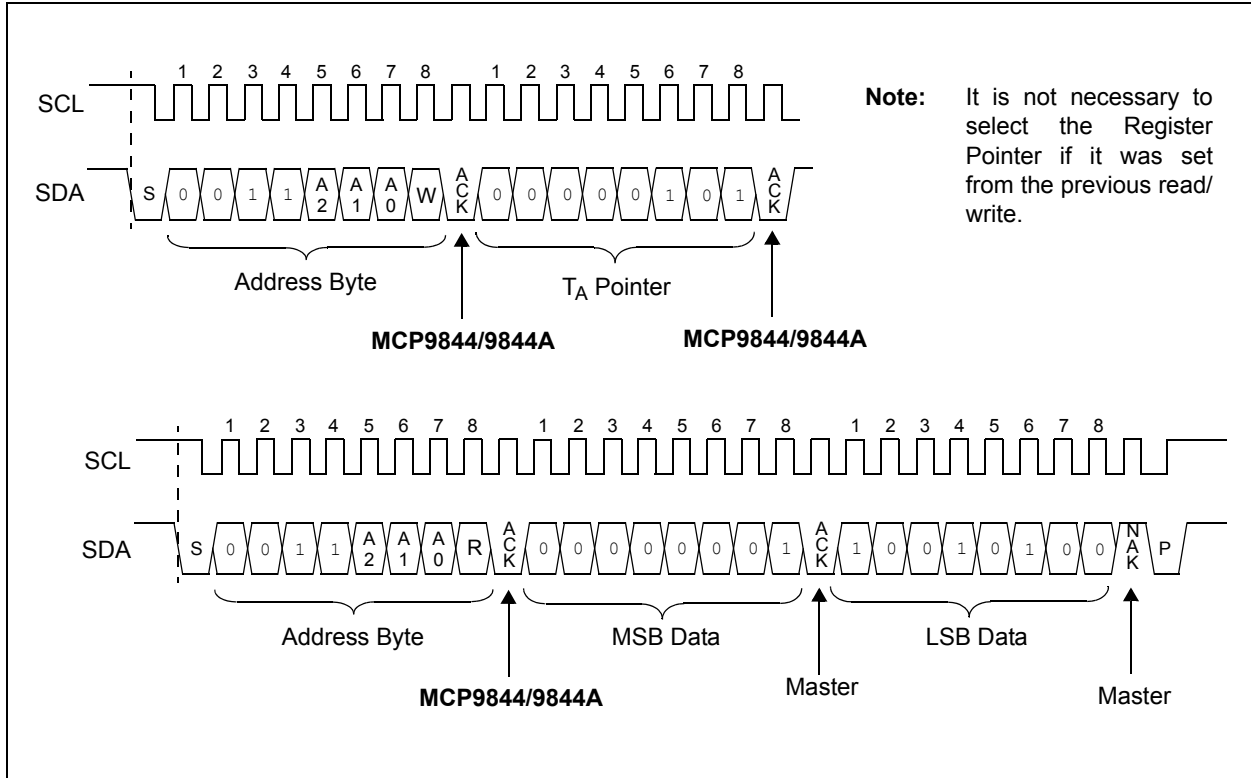 1 2 3 4 5 6 7 8 1 2 3 4 5 6 7 8
SCL
SDA
S 0 0 1 1 A2 A1 A0 W ACK 0 0 0 0 0 1 0 1 ACK
Address Byte
TA Pointer
MCP9844/9844A
MCP9844/9844A
Note: It is not necessary to
select the Register
Pointer if it was set
from the previous read/
write.
1 2 3 4 5 6 7 8 1 2 3 4 5 6 7 8 1 2 3 4 5 6 7 8
SCL
SDA
S 0 0 1 1 A2 A1 A0 R ACK 0 0 0 0 0 0 0 1 ACK 1 0 0 1 0 1 0 0 NAK P
Address Byte
MSB Data
LSB Data
MCP9844/9844A
Master
Master